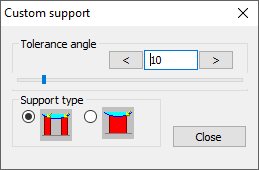 Custom support
Tolerance angle
< 10 >
Support type
Close